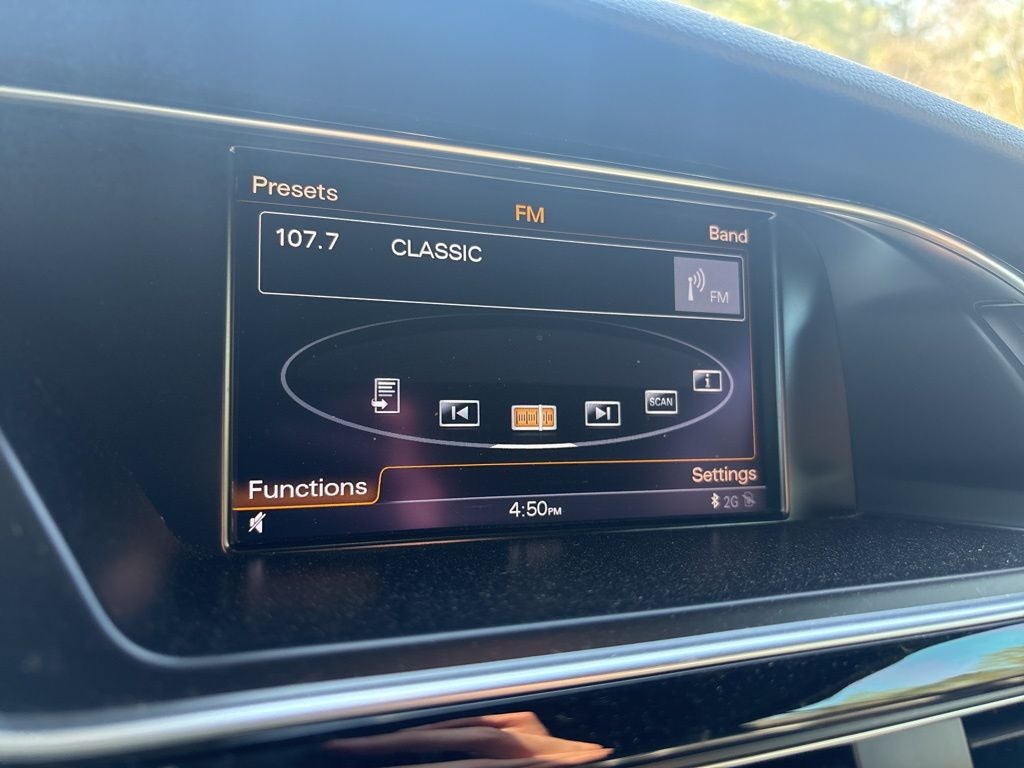 Presets
FM
Band
107.7 CLASSIC
FM
SCAN
i
Functions
Settings
4:50PM
2G